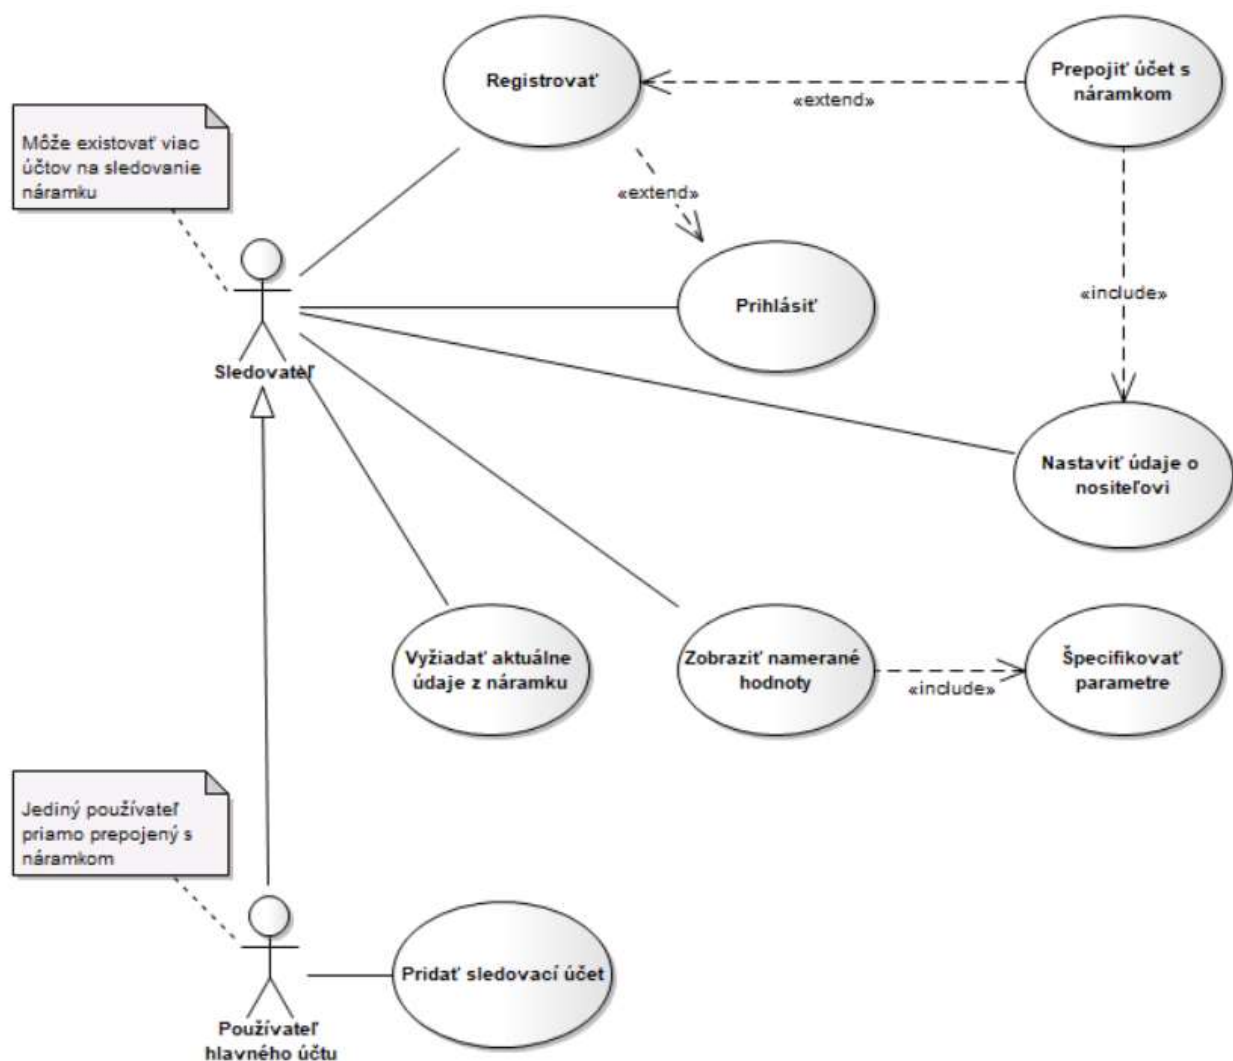 Registrovať
Prepojiť účet s
náramkom
«extend»
Môže existovať viac
účtov na sledovanie
náramku
«extend»
Prihlásiť
«include»
Sledovateľ
Nastaviť údaje o
nositeľovi
Vyžiadať aktuálne
údaje z náramku
Zobraziť namerané
hodnoty
«include»
Špecifikovať
parametre
Jediný používateľ
priamo prepojený s
náramkom
Pridať sledovací účet
Používateľ
hlavného účtu